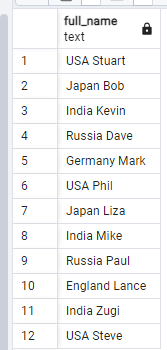 full_name
text
1 USA Stuart
2 Japan Bob
3 India Kevin
4 Russia Dave
5 Germany Mark
6 USA Phil
7 Japan Liza
8 India Mike
9 Russia Paul
10 England Lance
11 India Zugi
12 USA Steve